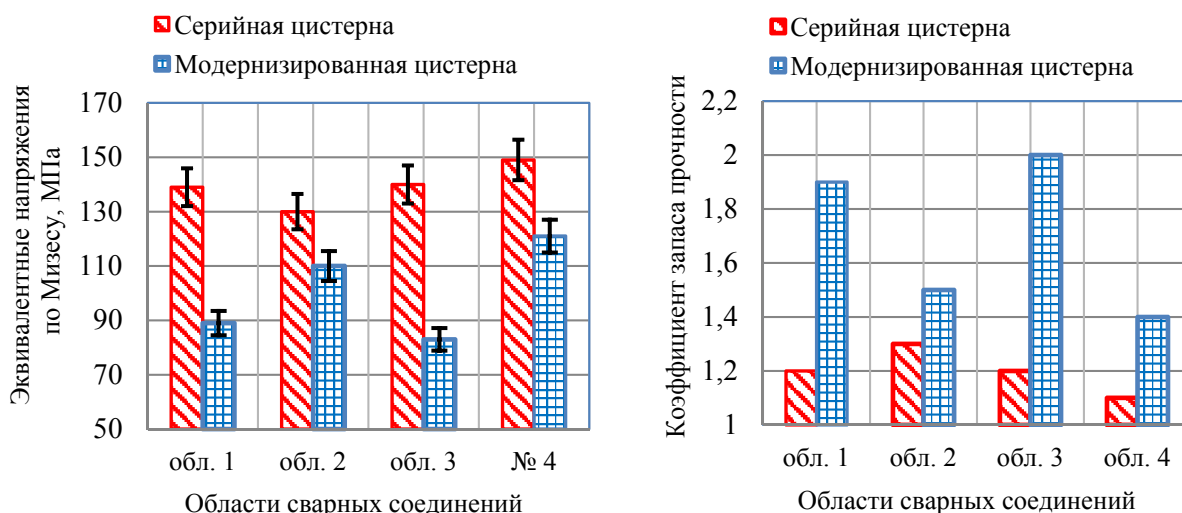 Серийная цистерна
Модернизированная цистерна
Эквивалентные напряжения
по Мизесу, МПа
170
150
130
110
90
70
50
обл. 1 обл. 2 обл. 3 № 4
Области сварных соединений
Серийная цистерна
Модернизированная цистерна
Коэффициент запаса прочности
2,2
2
1,8
1,6
1,4
1,2
1
обл. 1 обл. 2 обл. 3 обл. 4
Области сварных соединений